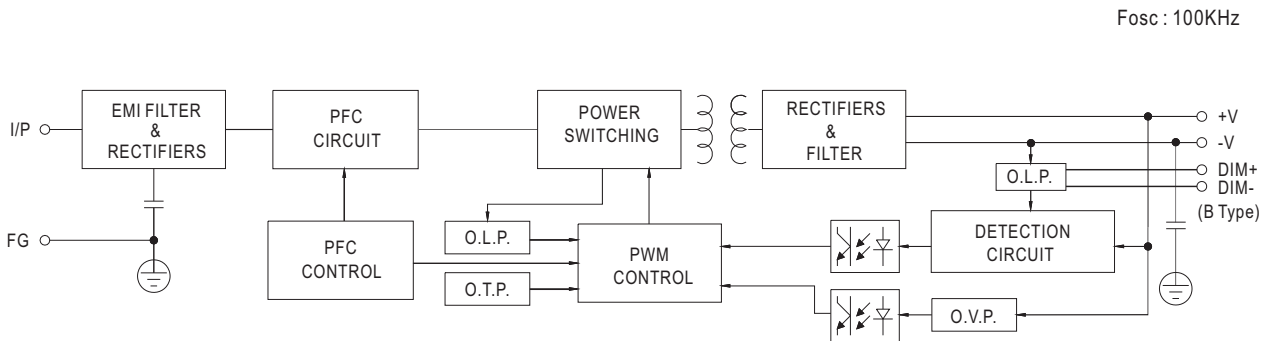 Fosc : 100KHz
I/P
EMI FILTER
&
RECTIFIERS
PFC
CIRCUIT
POWER
SWITCHING
RECTIFIERS
&
FILTER
+V
-V
O.L.P.
DIM+
DIM-
(B Type)
FG
PFC
CONTROL
O.L.P.
O.T.P.
PWM
CONTROL
DETECTION
CIRCUIT
O.V.P.